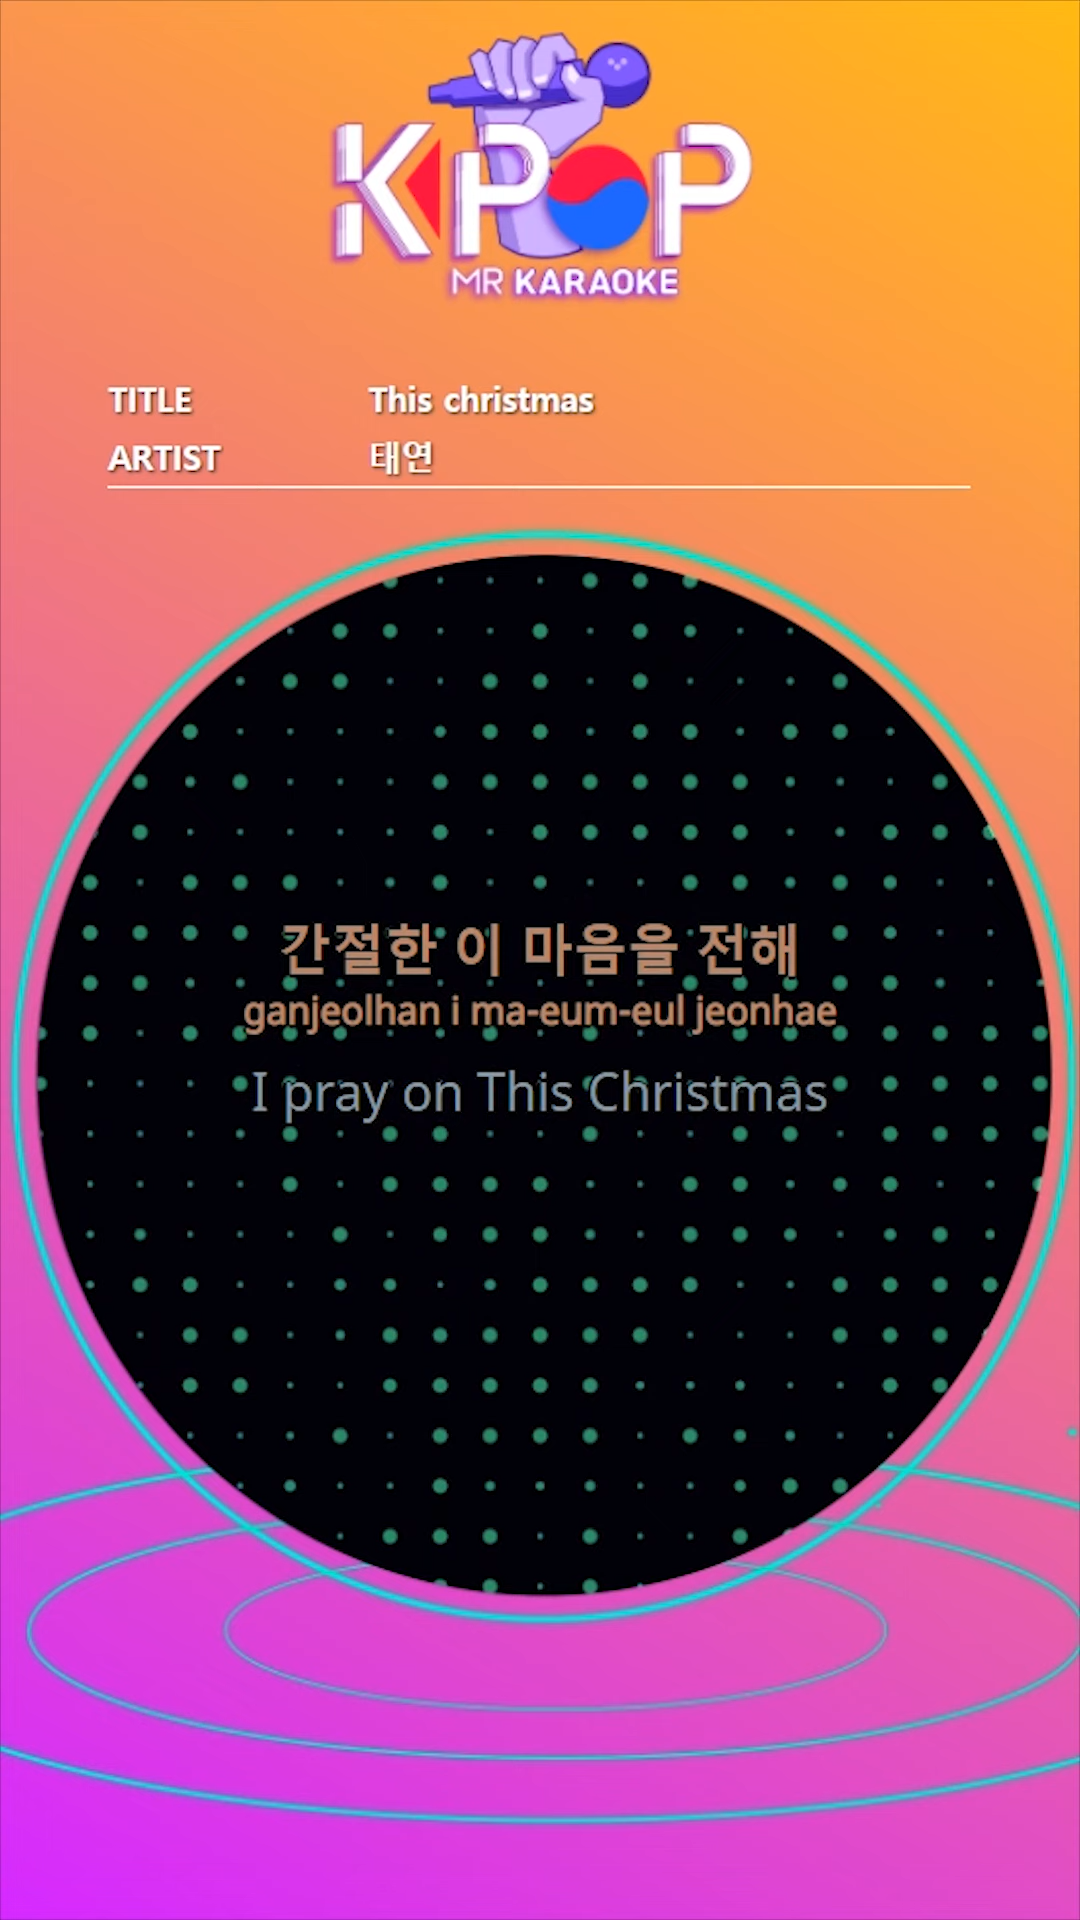 KPOP
MR KARAOKE
TITLE This christmas
ARTIST 태연
간절한 이 마음을 전해
ganjeolhan i ma-eum-eul jeonhae
I pray on This Christmas